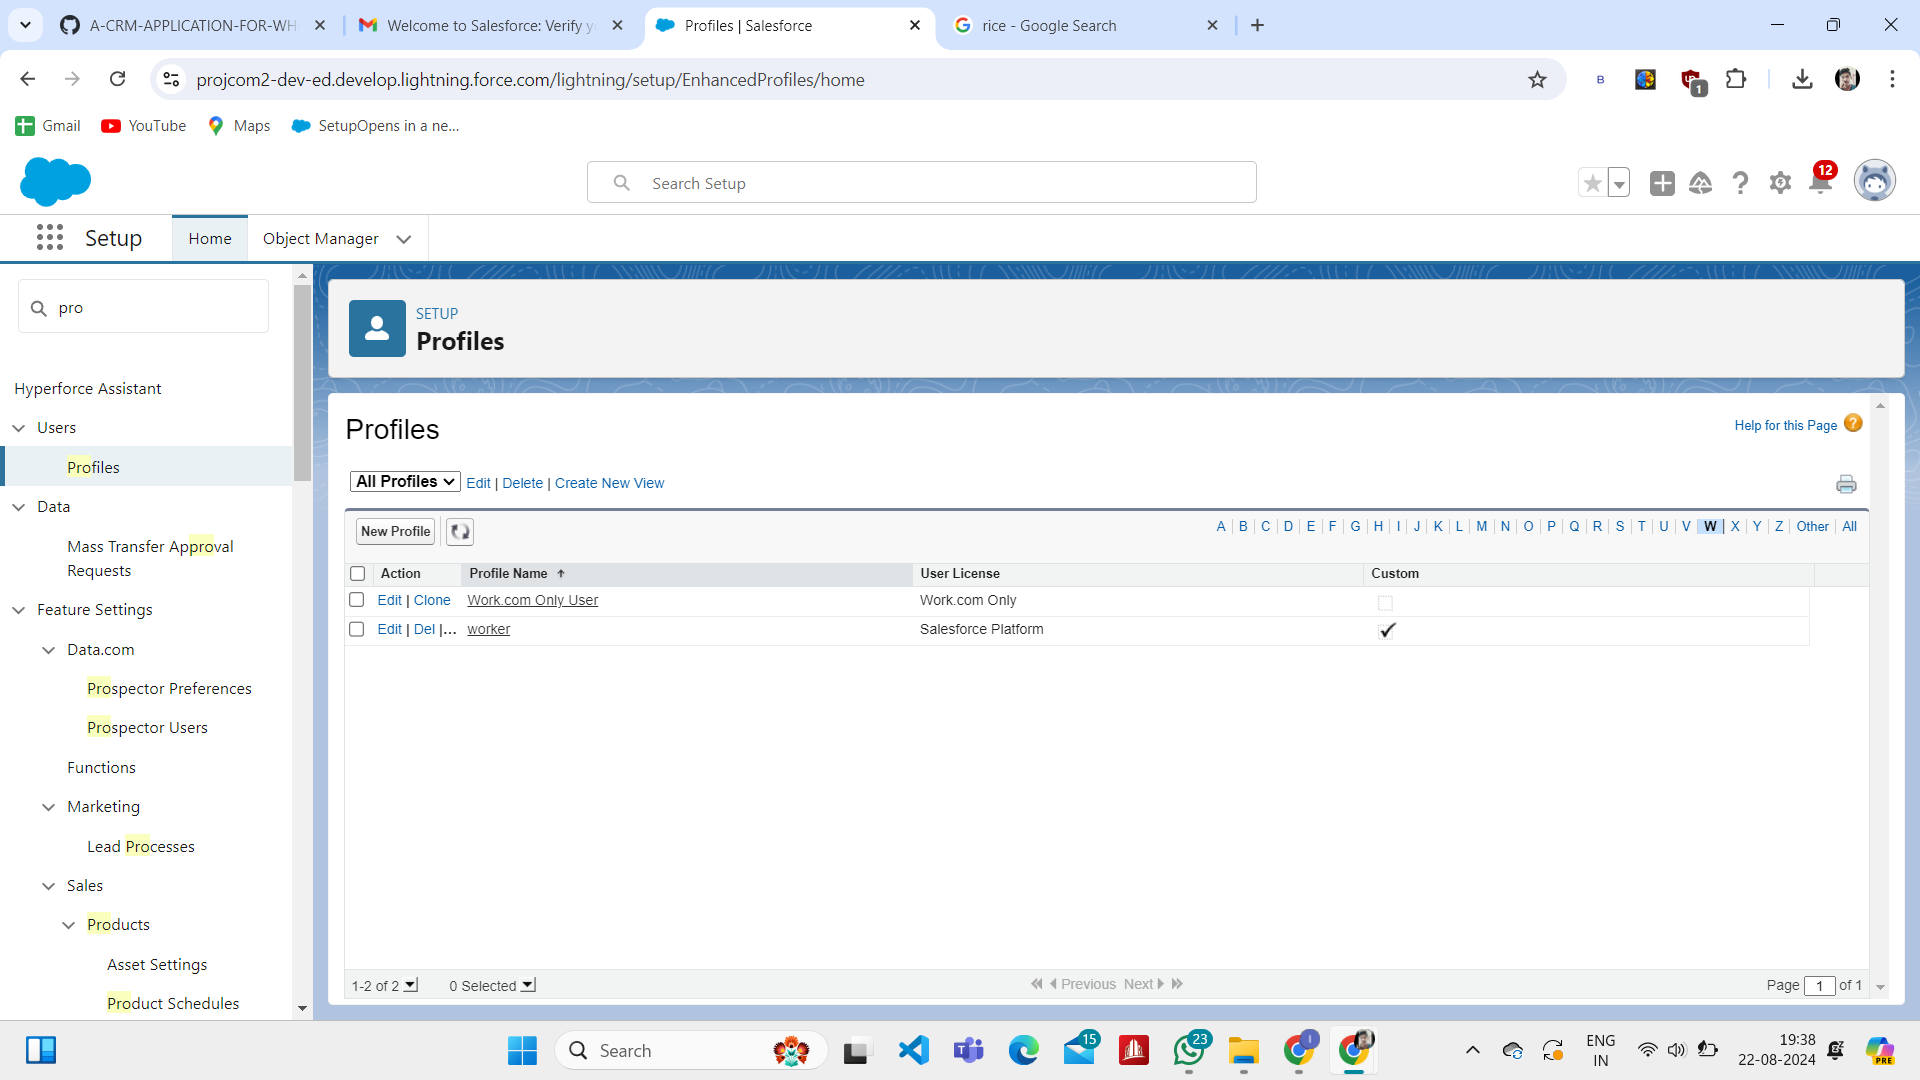 A-CRM-APPLICATION-FOR-WH
Welcome to Salesforce: Verify y
Profiles | Salesforce
rice - Google Search
projcom2-dev-ed.develop.lightning.force.com/lightning/setup/EnhancedProfiles/home
B
1
Gmail
YouTube
Maps
SetupOpens in a ne...
Search Setup
12
Setup
Home
Object Manager
pro
Hyperforce Assistant
Users
Profiles
Data
Mass Transfer Approval
Requests
Feature Settings
Data.com
Prospector Preferences
Prospector Users
Functions
Marketing
Lead Processes
Sales
Products
Asset Settings
Product Schedules
SETUP
Profiles
Profiles
Help for this Page
All Profiles Edit | Delete | Create New View
New Profile
A B C D E F G H I J K L M N O P Q R S T U V W X Y Z Other All
Action Profile Name User License Custom
Edit | Clone Work.com Only User Work.com Only
Edit | Del |... worker Salesforce Platform
1-2 of 2 0 Selected Previous Next Page 1 of 1
Search
15
23
ENG
IN
19:38
22-08-2024
PRE